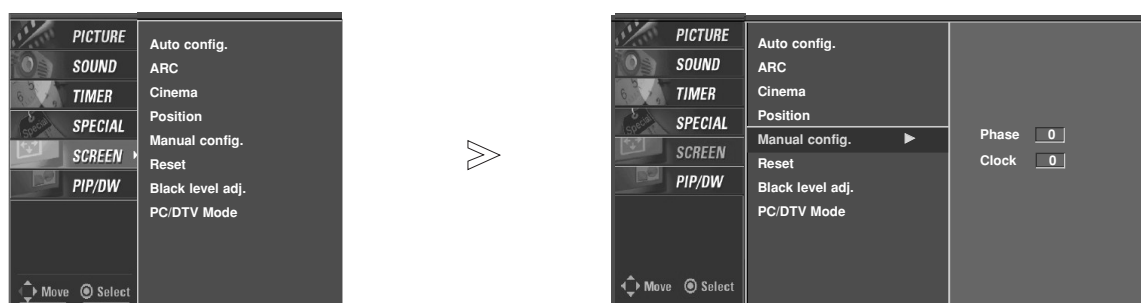 PICTURE
SOUND
TIMER
SPECIAL
SCREEN
PIP/DW
Move Select
Auto config.
ARC
Cinema
Position
Manual config.
Reset
Black level adj.
PC/DTV Mode
PICTURE
SOUND
TIMER
SPECIAL
SCREEN
PIP/DW
Move Select
Auto config.
ARC
Cinema
Position
Manual config. ▶
Reset
Black level adj.
PC/DTV Mode
Phase 0
Clock 0